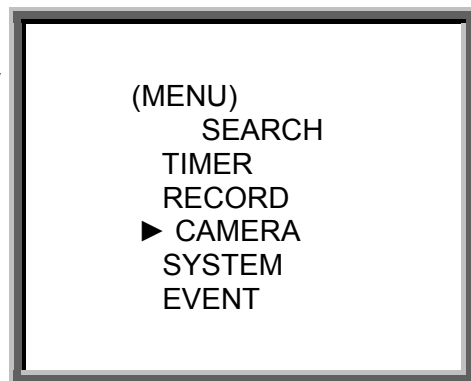 (MENU)
SEARCH
TIMER
RECORD
► CAMERA
SYSTEM
EVENT